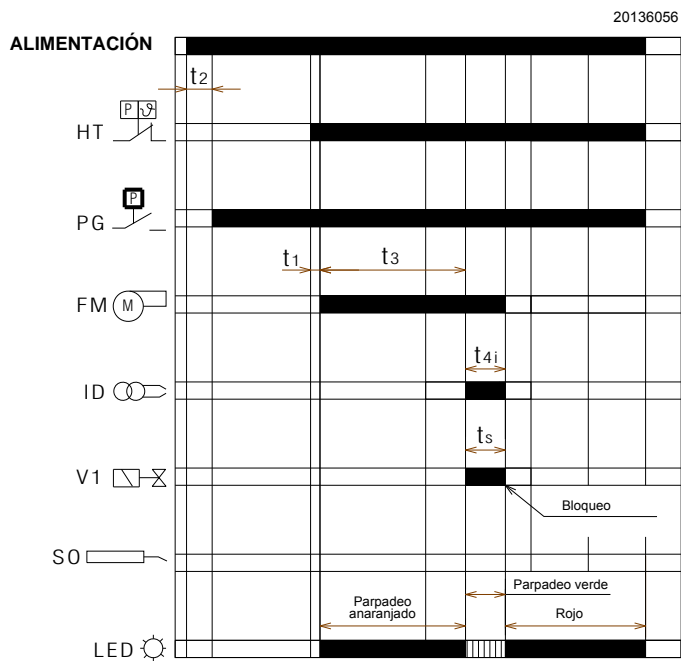 20136056
ALIMENTACIÓN
t2
P ϑ
HT
P
PG
t1
t3
FM
M
t4i
ID
ts
V1
Bloqueo
SO
Parpadeo verde
Parpadeo
anaranjado
Rojo
LED